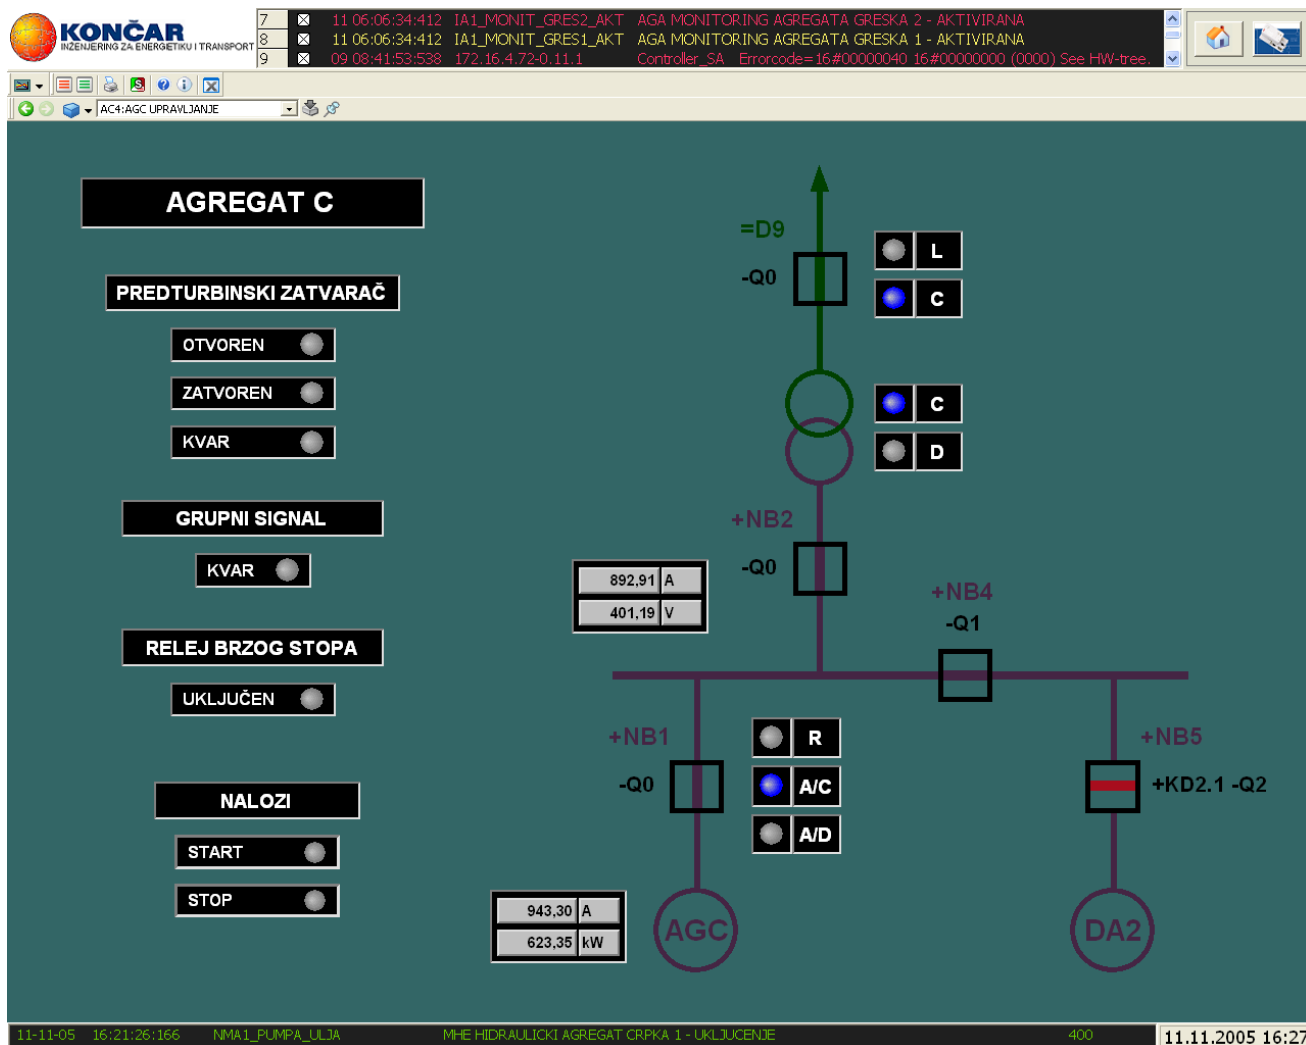 KONČAR
INŽENJERING ZA ENERGETIKU I TRANSPORT
7 11 06:06:34:412 IA1_MONIT_GRES2_AKT AGA MONITORING AGREGATA GRESKA 2 - AKTIVIRANA
8 11 06:06:34:412 IA1_MONIT_GRES1_AKT AGA MONITORING AGREGATA GRESKA 1 - AKTIVIRANA
9 09 08:41:53:538 172.16.4.72-0.11.1 Controller_SA Errorcode=16#00000040 16#00000000 (0000) See HW-tree.
AC4:AGC UPRAVLJANJE
AGREGAT C
PREDTURBINSKI ZATVARAČ
OTVOREN
ZATVOREN
KVAR
GRUPNI SIGNAL
KVAR
RELEJ BRZOG STOPA
UKLJUČEN
NALOZI
START
STOP
=D9
-Q0
L
C
C
D
+NB2
-Q0
892,91 A
401,19 V
+NB4
-Q1
+NB1
-Q0
R
A/C
A/D
+NB5
+KD2.1 -Q2
943,30 A
623,35 kW
AGC
DA2
11-11-05 16:21:26:166 NMA1_PUMPA_ULJA MHE HIDRAULICKI AGREGAT CRPKA 1 - UKLJUCENJE 400
11.11.2005 16:27